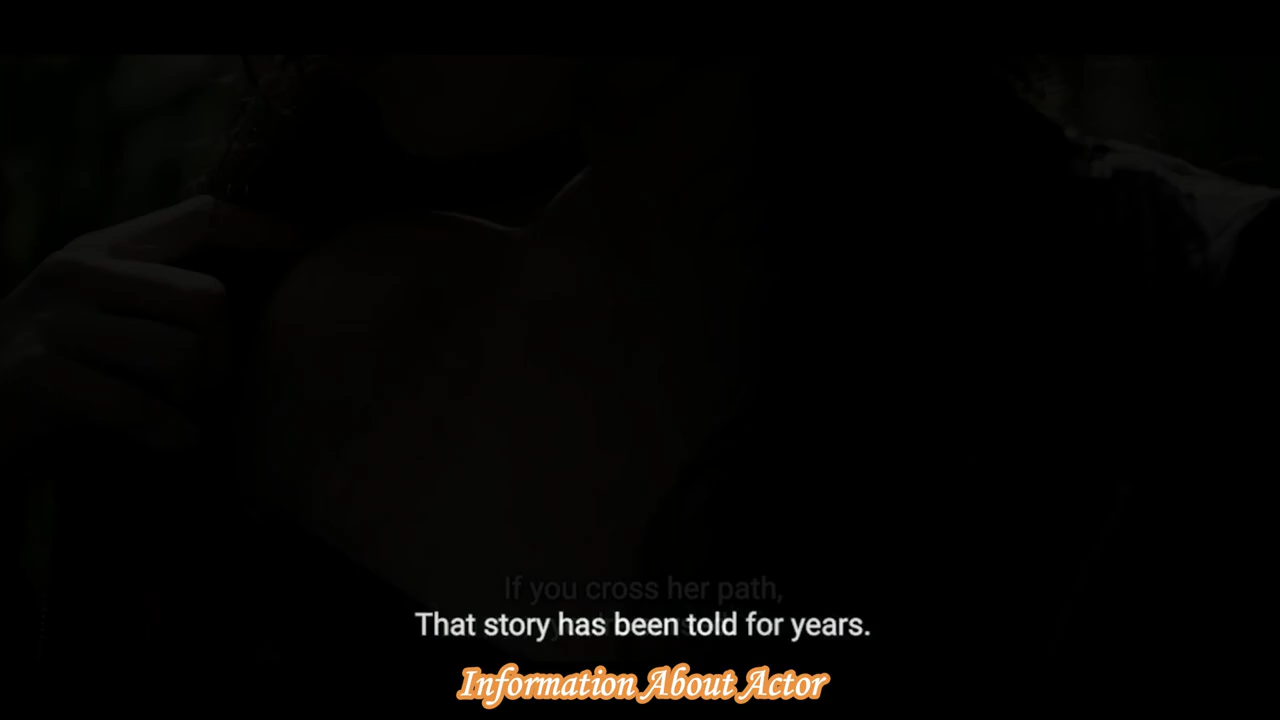 If you cross her path,
That story has been told for years.
Information About Actor